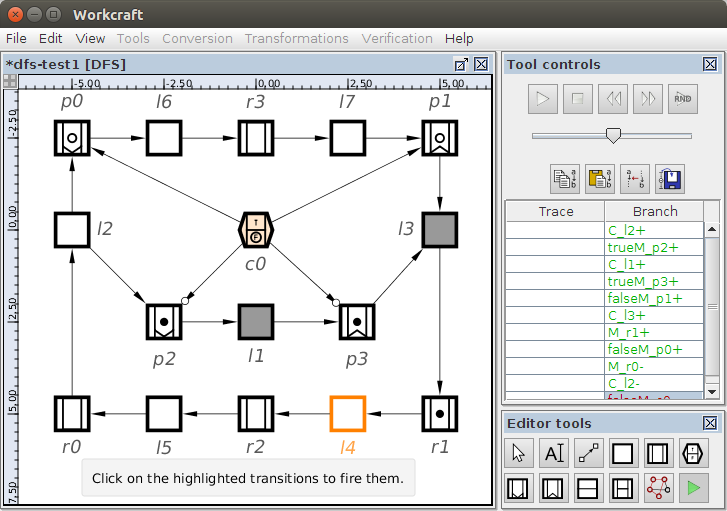 Workcraft
File Edit View Tools Conversion Transformations Verification Help
*dfs-test1 [DFS]
-5,00 -2,50 0,00 2,50 5,00
-2,50
0,00
2,50
5,00
7,50
p0 l6 r3 l7 p1
l2 T F l3
c0
p2 l1 p3
r0 l5 r2 l4 r1
Click on the highlighted transitions to fire them.
Tool controls
RND
a b a b a b
Trace Branch
C_l2+
trueM_p2+
C_l1+
trueM_p3+
falseM_p1+
C_l3+
M_r1+
falseM_p0+
M_r0-
C_l2-
Editor tools
A